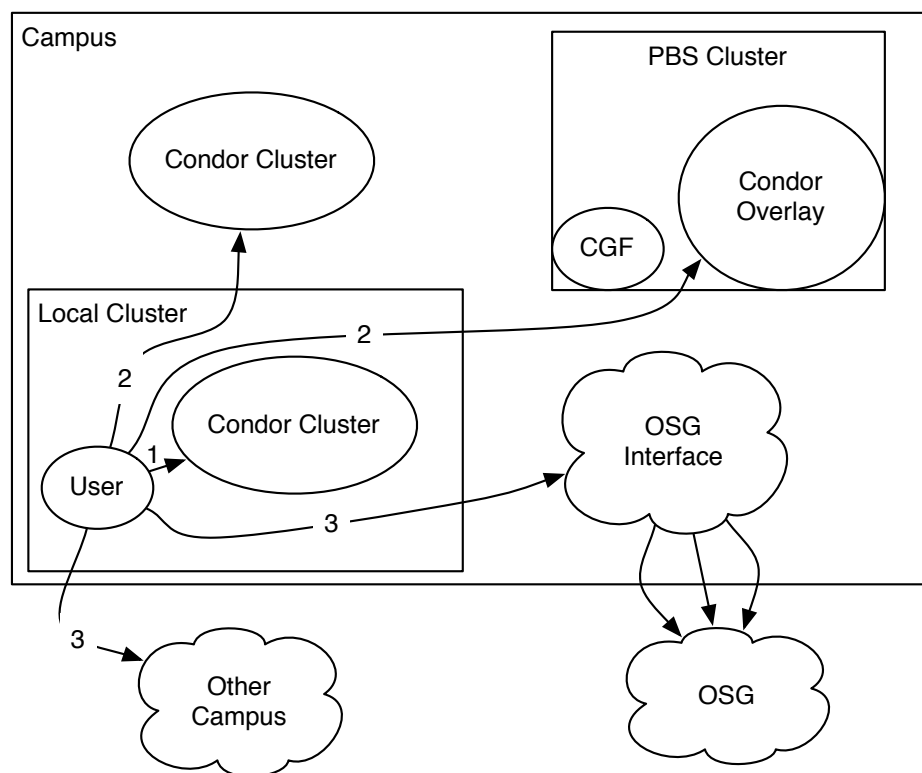 Campus
PBS Cluster
Condor Cluster
Condor
Overlay
CGF
Local Cluster
2
2
Condor Cluster
OSG
Interface
1
User
3
3
Other
Campus
OSG